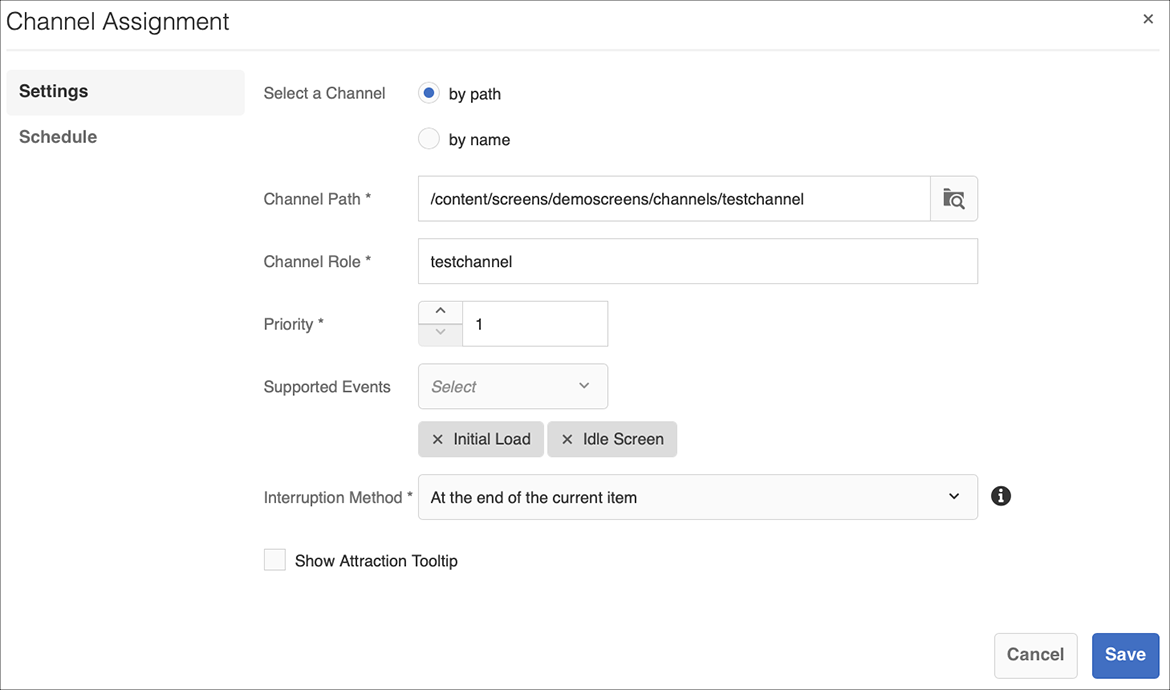 Channel Assignment
Settings
Schedule
Select a Channel
by path
by name
Channel Path *
/content/screens/demoscreens/channels/testchannel
Channel Role *
testchannel
Priority *
1
Supported Events
Select
Initial Load
Idle Screen
Interruption Method *
At the end of the current item
Show Attraction Tooltip
Cancel
Save